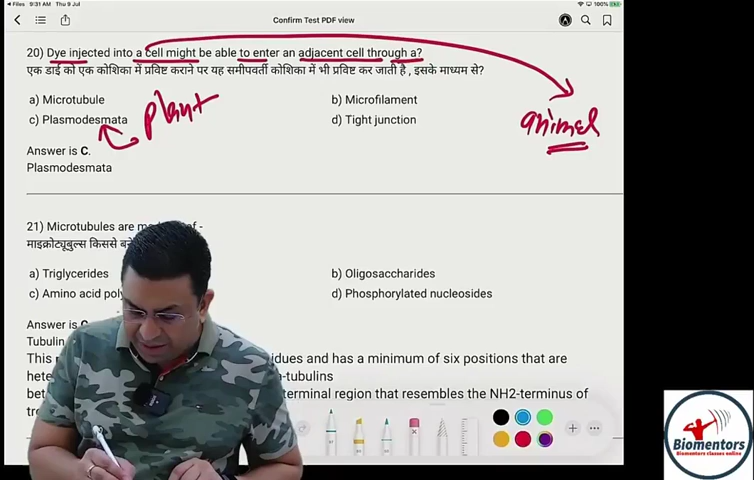 Files 9:31 AM Thu 9 Jul
100%
Confirm Test PDF view
20) Dye injected into a cell might be able to enter an adjacent cell through a?
एक डाई को एक कोशिका में प्रविष्ट कराने पर यह समीपवर्ती कोशिका में भी प्रविष्ट कर जाती है , इसके माध्यम से?
a) Microtubule
b) Microfilament
c) Plasmodesmata
d) Tight junction
Plant
animal
Answer is C.
Plasmodesmata
21) Microtubules are
of -
माइक्रोट्यूबुल्स किससे
a) Triglycerides
b) Oligosaccharides
c) Amino acid
d) Phosphorylated nucleosides
Answer is
Tubulin
This
and has a minimum of six positions that are
-tubulins
terminal region that resembles the NH2-terminus of
Biomentors
Biomentors classes online